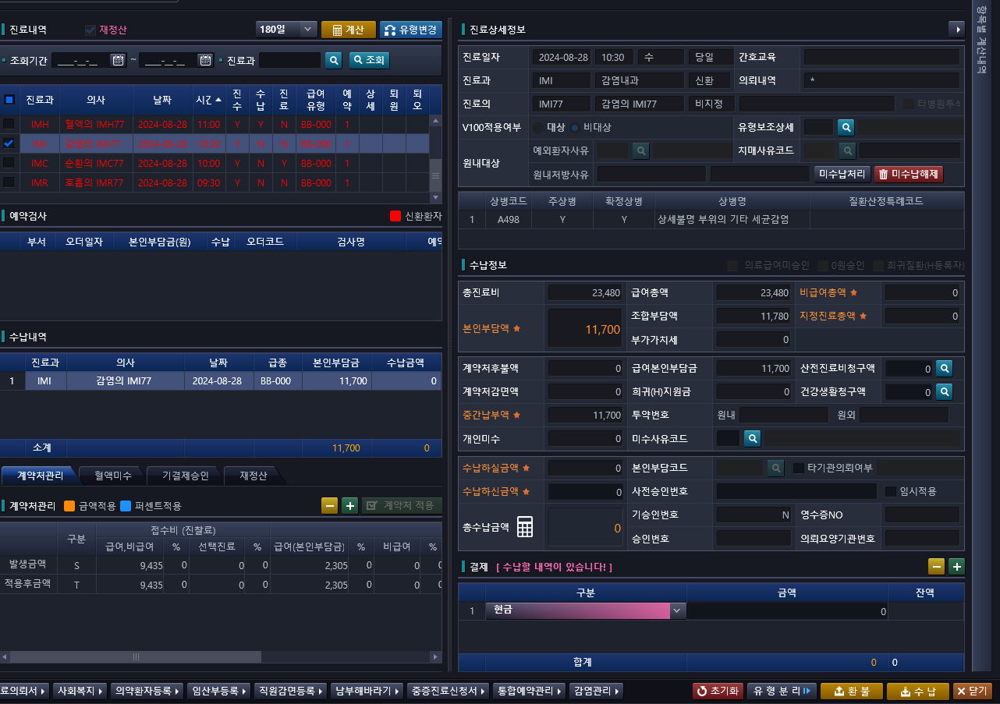 진료내역 재정산 180일 계산 유형변경
조회기간 ___-__-__ ~ ___-__-__ 진료과 조회
진료과 의사 날짜 시간 진수 수납 진료 급여유형 예약 상세 퇴원 퇴오
IMH 혈액의 IMH77 2024-08-28 11:00 Y Y N BB-000 1
IMI 감염의 IMI77 2024-08-28 10:30 Y N N BB-000 1
IMC 순환의 IMC77 2024-08-28 10:00 Y N Y BB-000 1
IMR 호흡의 IMR77 2024-08-28 09:30 Y N N BB-000 1
예약검사 신환환자
부서 오더일자 본인부담금(원) 수납 오더코드 검사명
수납내역
진료과 의사 날짜 급종 본인부담금 수납금액
1 IMI 감염의 IMI77 2024-08-28 BB-000 11,700 0
소계 11,700 0
계약처관리 혈액미수 기결제승인 재정산
계약처관리 금액적용 퍼센트적용 계약처 적용
구분 접수비 (진찰료)
급여,비급여 % 선택진료 % 급여(본인부담금) % 비급여 %
발생금액 S 9,435 0 0 0 2,305 0 0 0
적용후금액 T 9,435 0 0 0 2,305 0 0 0
진료상세정보
진료일자 2024-08-28 10:30 수 당일 간호교육
진료과 IMI 감염내과 신환 의뢰내역 *
진료의 IMI77 감염의 IMI77 비지정 타병원투석
V100적용여부 대상 비대상 유형보조상세
원내대상 예외환자사유 치매사유코드
원내처방사유 미수납처리 미수납해제
상병코드 주상병 확정상병 상병명 질환산정특례코드
1 A498 Y Y 상세불명 부위의 기타 세균감염
수납정보 의료급여미승인 0원승인 희귀질환(H등록자)
총진료비 23,480 급여총액 23,480 비급여총액 0
본인부담액 11,700 조합부담액 11,780 지정진료총액 0
부가가치세 0
계약처후불액 0 급여본인부담금 11,700 산전진료비청구액 0
계약처감면액 0 희귀(H)지원금 0 건강생활청구액 0
중간납부액 11,700 투약번호 원내 원외
개인미수 0 미수사유코드
수납하실금액 0 본인부담코드 타기관의뢰여부
수납하신금액 0 사전승인번호 임시적용
총수납금액 0 기승인번호 N 영수증NO
승인번호 의뢰요양기관번호
결제 [ 수납할 내역이 있습니다! ]
구분 금액 잔액
1 현금 0
합계 0 0
항목별 계산내역
료의뢰서 사회복지 의약환자등록 임산부등록 직원감면등록 납부해바라기 중증진료신청서 통합예약관리 감염관리 초기화 유 형 분 리 환 불 수 납 닫기